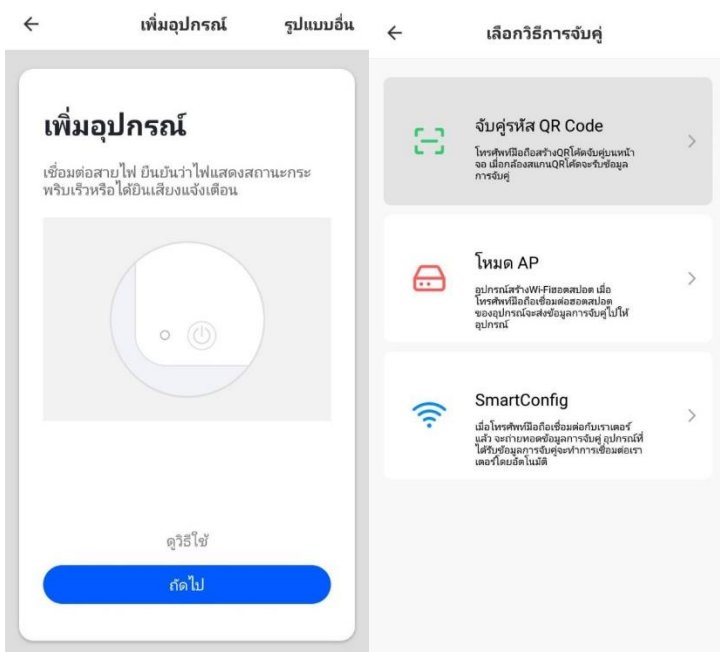 เพิ่มอุปกรณ์
รูปแบบอื่น
เพิ่มอุปกรณ์
เชื่อมต่อสายไฟ ยืนยันว่าไฟแสดงสถานะกระ
พริบเร็วหรือได้ยินเสียงแจ้งเตือน
ดูวิธีใช้
ถัดไป
เลือกวิธีการจับคู่
จับคู่รหัส QR Code
โทรศัพท์มือถือสร้างQRโค้ดจับคู่บนหน้า
จอ เมื่อกล้องสแกนQRโค้ดจะรับข้อมูล
การจับคู่
โหมด AP
อุปกรณ์สร้างWi-Fiฮอตสปอต เมื่อ
โทรศัพท์มือถือเชื่อมต่อฮอตสปอต
ของอุปกรณ์จะส่งข้อมูลการจับคู่ไปให้
อุปกรณ์
SmartConfig
เมื่อโทรศัพท์มือถือเชื่อมต่อกับเราเตอร์
แล้ว จะถ่ายทอดข้อมูลการจับคู่ อุปกรณ์ที่
ได้รับข้อมูลการจับคู่จะทำการเชื่อมต่อเรา
เตอร์โดยอัตโนมัติ